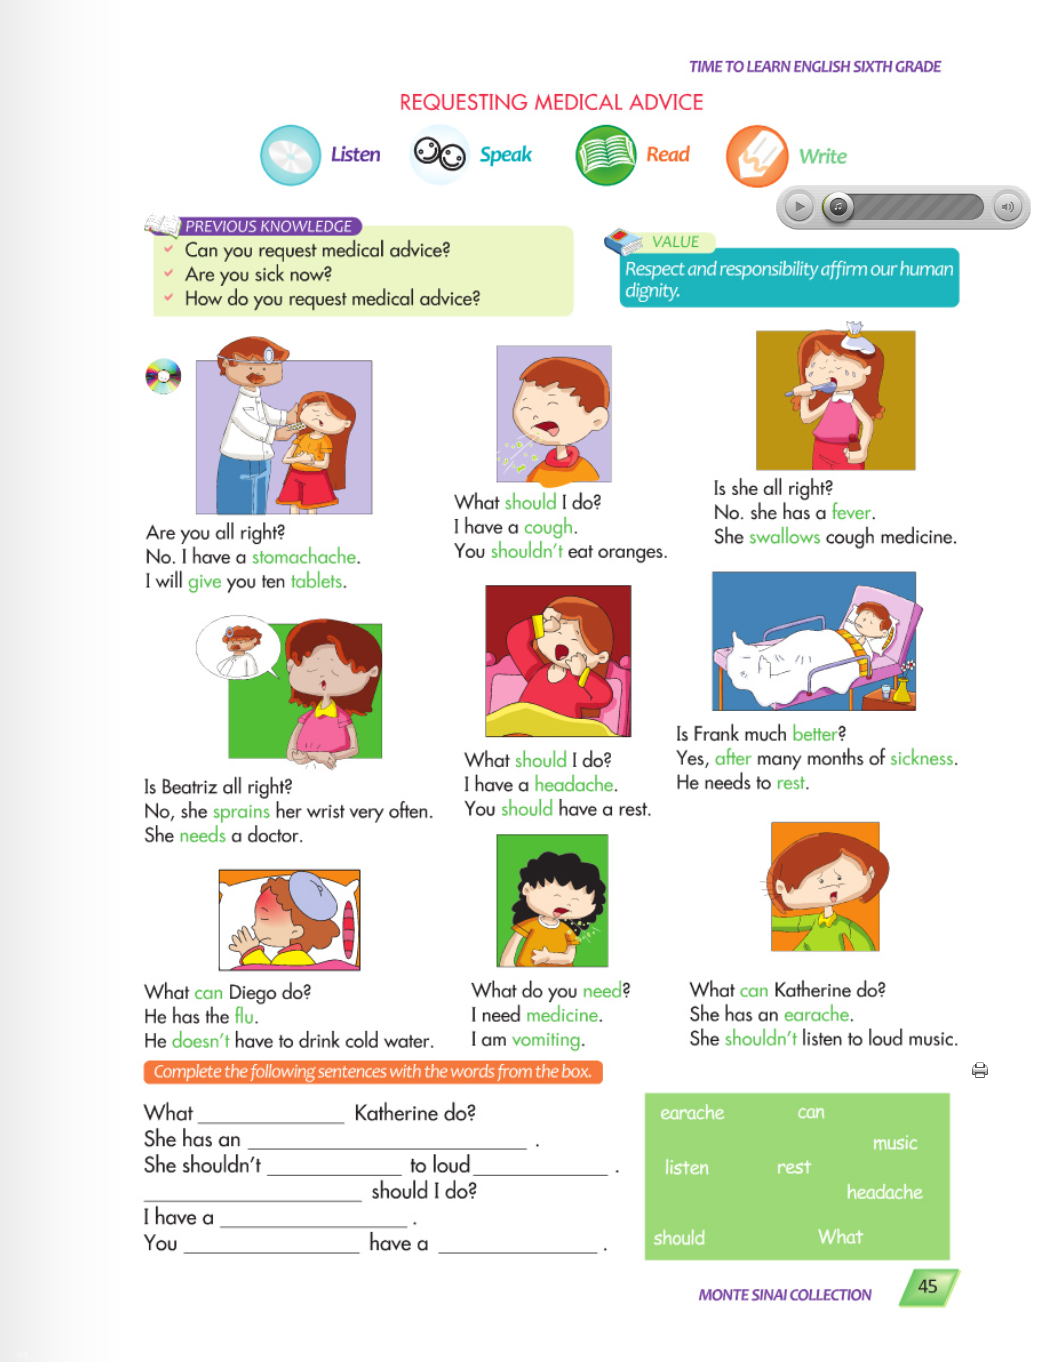 TIME TO LEARN ENGLISH SIXTH GRADE
REQUESTING MEDICAL ADVICE
Listen
Speak
Read
Write
PREVIOUS KNOWLEDGE
Can you request medical advice?
Are you sick now?
How do you request medical advice?
VALUE
Respect and responsibility affirm our human
dignity.
Are you all right?
No. I have a stomachache.
I will give you ten tablets.
What should I do?
I have a cough.
You shouldn't eat oranges.
Is she all right?
No. she has a fever.
She swallows cough medicine.
Is Beatriz all right?
No, she sprains her wrist very often.
She needs a doctor.
What should I do?
I have a headache.
You should have a rest.
Is Frank much better?
Yes, after many months of sickness.
He needs to rest.
What can Diego do?
He has the flu.
He doesn't have to drink cold water.
What do you need?
I need medicine.
I am vomiting.
What can Katherine do?
She has an earache.
She shouldn't listen to loud music.
Complete the following sentences with the words from the box.
What ______________ Katherine do?
She has an ___________________________ .
She shouldn't _____________ to loud _____________ .
_____________________ should I do?
I have a __________________ .
You _________________ have a _______________ .
earache can
music
listen rest
headache
should What
MONTE SINAI COLLECTION
45